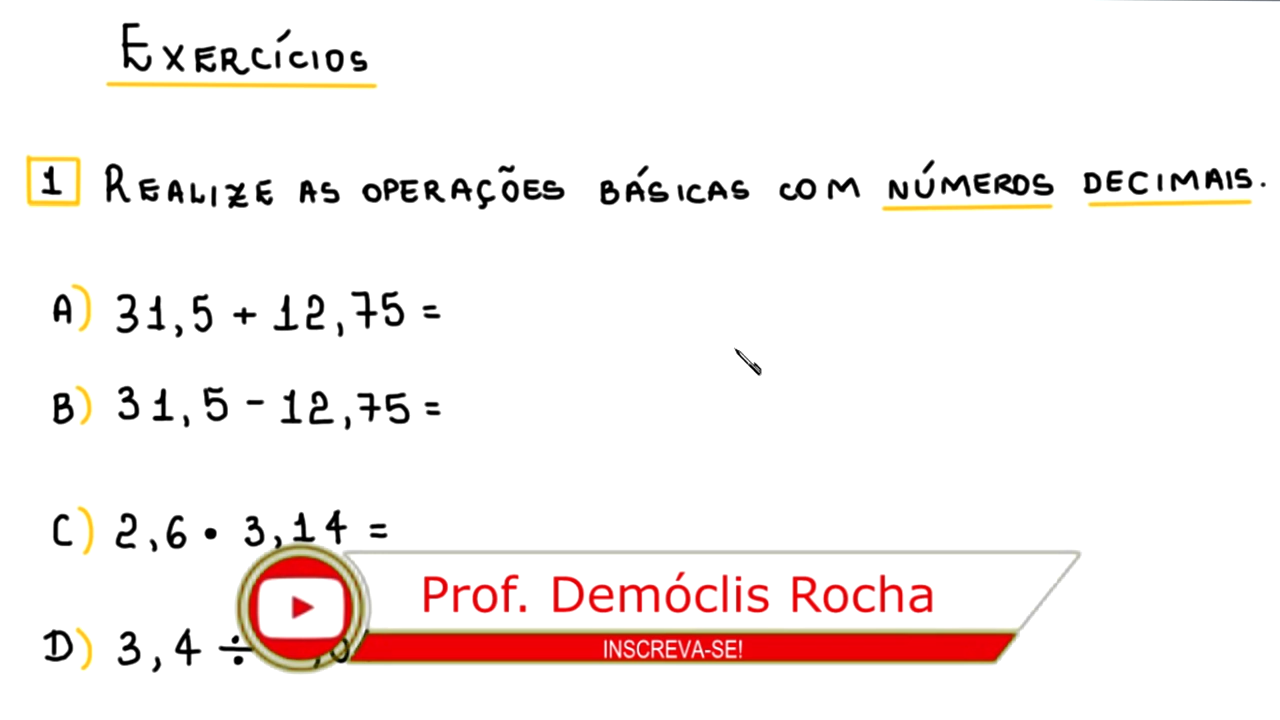 EXERCÍCIOS
1 REALIZE AS OPERAÇÕES BÁSICAS COM NÚMEROS DECIMAIS.
A) 31,5 + 12,75 =
B) 31,5 - 12,75 =
C) 2,6 • 3,14 =
Prof. Demóclis Rocha
D) 3,4 ÷
INSCREVA-SE!